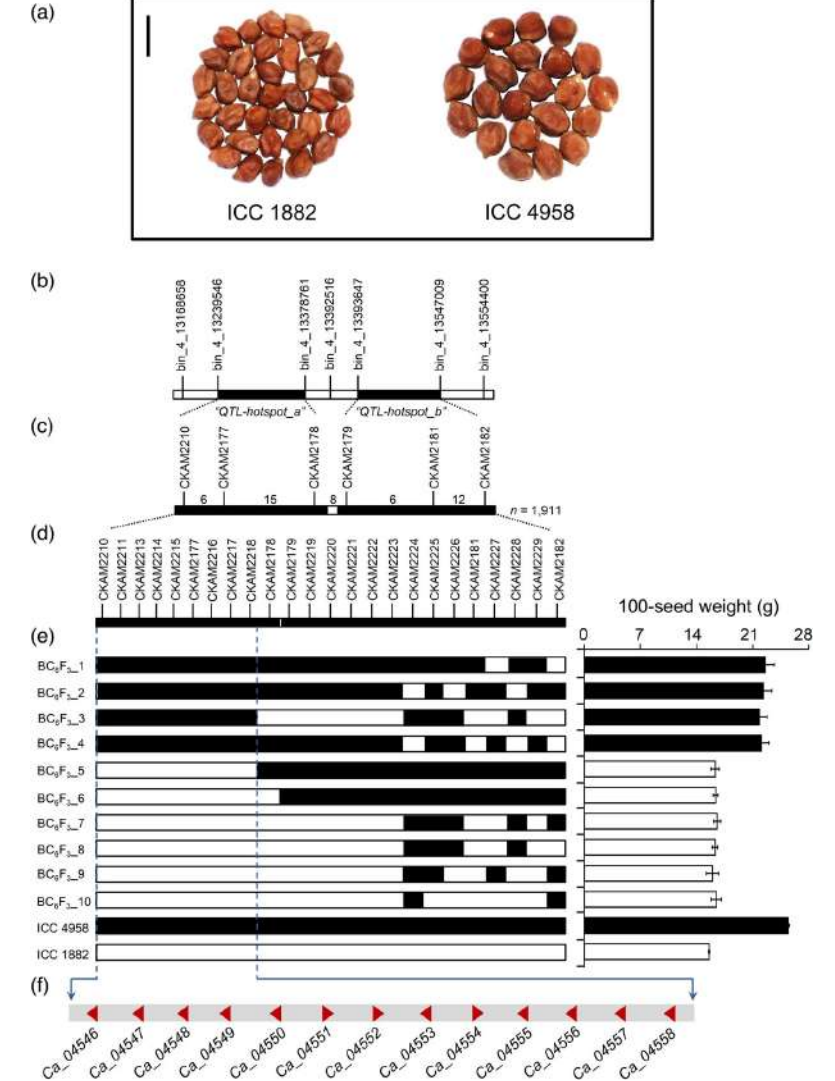 (a)
ICC 1882 ICC 4958
(b)
bin_4_13168658 bin_4_13239546 bin_4_13378761 bin_4_13392516 bin_4_13393647 bin_4_13547009 bin_4_13554400
"QTL-hotspot_a" "QTL-hotspot_b"
(c)
CKAM2210 CKAM2177 CKAM2178 CKAM2179 CKAM2181 CKAM2182
6 15 8 6 12 n = 1,911
(d)
CKAM2210 CKAM2211 CKAM2213 CKAM2214 CKAM2215 CKAM2177 CKAM2216 CKAM2217 CKAM2218 CKAM2178 CKAM2179 CKAM2219 CKAM2220 CKAM2221 CKAM2222 CKAM2223 CKAM2224 CKAM2225 CKAM2226 CKAM2181 CKAM2227 CKAM2228 CKAM2229 CKAM2182
100-seed weight (g)
(e) 0 7 14 21 28
BC₆F₃_1
BC₆F₃_2
BC₆F₃_3
BC₆F₃_4
BC₆F₃_5
BC₆F₃_6
BC₆F₃_7
BC₆F₃_8
BC₆F₃_9
BC₆F₃_10
ICC 4958
ICC 1882
(f)
Ca_04546 Ca_04547 Ca_04548 Ca_04549 Ca_04550 Ca_04551 Ca_04552 Ca_04553 Ca_04554 Ca_04555 Ca_04556 Ca_04557 Ca_04558